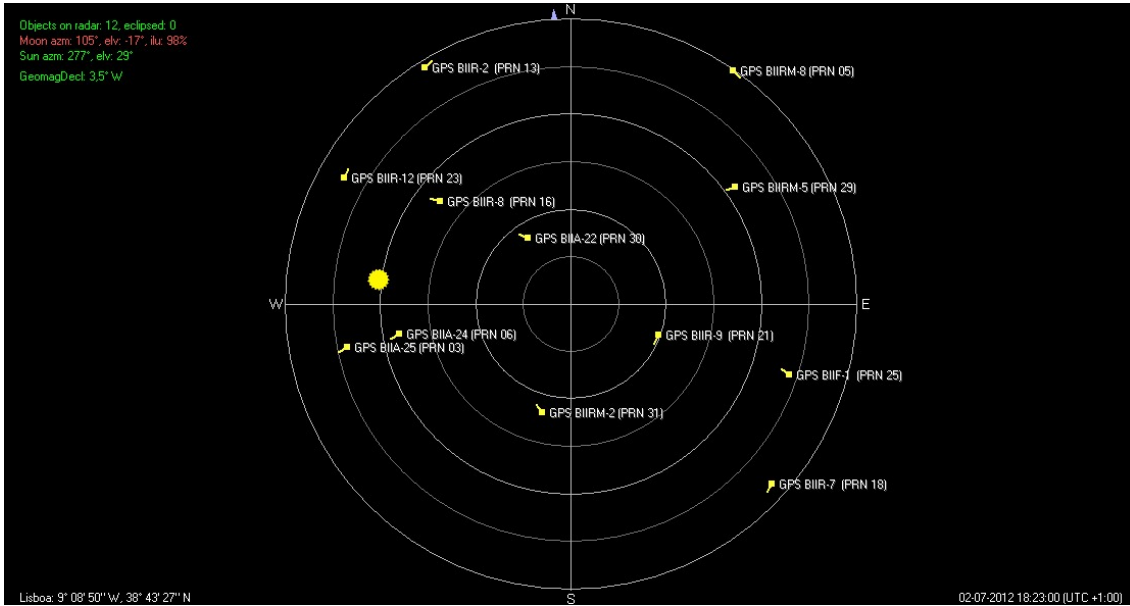 Objects on radar: 12, eclipsed: 0
Moon azm: 105°, elv: -17°, ilu: 98%
Sun azm: 277°, elv: 29°
GeomagDecl: 3,5° W
N
GPS BIIR-2 (PRN 13)
GPS BIIRM-8 (PRN 05)
GPS BIIR-12 (PRN 23)
GPS BIIRM-5 (PRN 29)
GPS BIIR-8 (PRN 16)
GPS BIIA-22 (PRN 30)
W
E
GPS BIIA-24 (PRN 06)
GPS BIIR-9 (PRN 21)
GPS BIIA-25 (PRN 03)
GPS BIIF-1 (PRN 25)
GPS BIIRM-2 (PRN 31)
GPS BIIR-7 (PRN 18)
S
Lisboa: 9° 08' 50" W, 38° 43' 27" N
02-07-2012 18:23:00 (UTC +1:00)